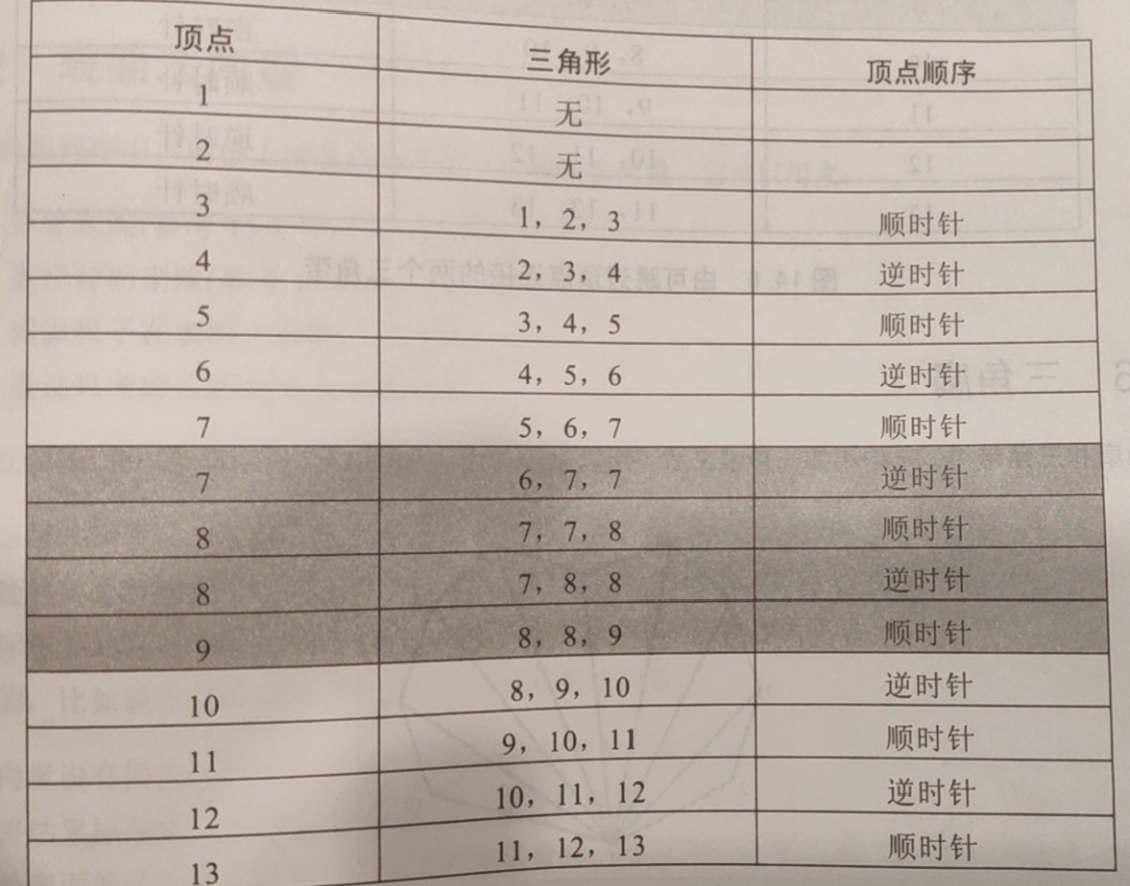 顶点 三角形 顶点顺序
1 无
2 无
3 1，2，3 顺时针
4 2，3，4 逆时针
5 3，4，5 顺时针
6 4，5，6 逆时针
7 5，6，7 顺时针
7 6，7，7 逆时针
8 7，7，8 顺时针
8 7，8，8 逆时针
9 8，8，9 顺时针
10 8，9，10 逆时针
11 9，10，11 顺时针
12 10，11，12 逆时针
13 11，12，13 顺时针